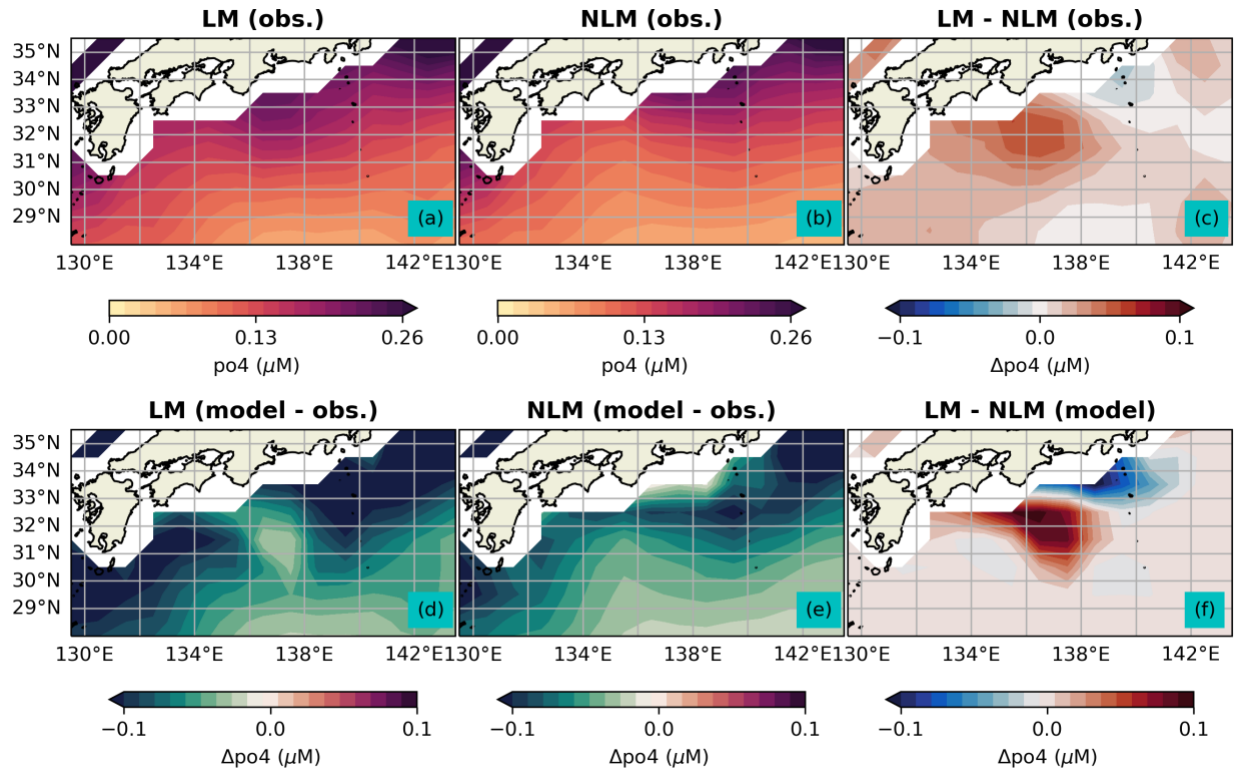 LM (obs.) NLM (obs.) LM - NLM (obs.)
35°N
34°N
33°N
32°N
31°N
30°N
29°N
(a) (b) (c)
130°E 134°E 138°E 142°E 130°E 134°E 138°E 142°E 130°E 134°E 138°E 142°E
0.00 0.13 0.26 0.00 0.13 0.26 −0.1 0.0 0.1
po4 (μM) po4 (μM) Δpo4 (μM)
LM (model - obs.) NLM (model - obs.) LM - NLM (model)
35°N
34°N
33°N
32°N
31°N
30°N
29°N
(d) (e) (f)
130°E 134°E 138°E 142°E 130°E 134°E 138°E 142°E 130°E 134°E 138°E 142°E
−0.1 0.0 0.1 −0.1 0.0 0.1 −0.1 0.0 0.1
Δpo4 (μM) Δpo4 (μM) Δpo4 (μM)